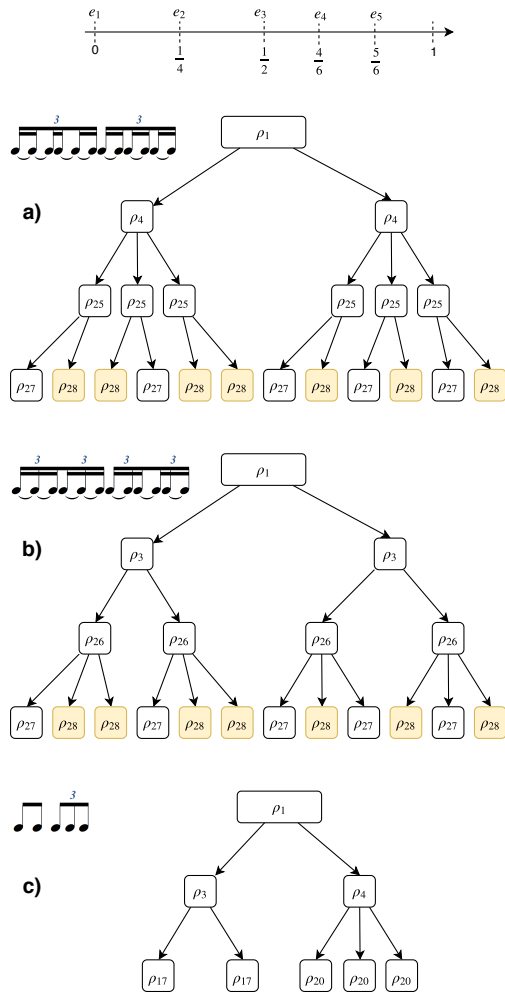 e₁ e₂ e₃ e₄ e₅
0 1/4 1/2 4/6 5/6 1
3 3
ρ₁
a)
ρ₄ ρ₄
ρ₂₅ ρ₂₅ ρ₂₅ ρ₂₅ ρ₂₅ ρ₂₅
ρ₂₇ ρ₂₈ ρ₂₈ ρ₂₇ ρ₂₈ ρ₂₈ ρ₂₇ ρ₂₈ ρ₂₇ ρ₂₈ ρ₂₇ ρ₂₈
3 3 3 3
ρ₁
b)
ρ₃ ρ₃
ρ₂₆ ρ₂₆ ρ₂₆ ρ₂₆
ρ₂₇ ρ₂₈ ρ₂₈ ρ₂₇ ρ₂₈ ρ₂₈ ρ₂₇ ρ₂₈ ρ₂₇ ρ₂₈ ρ₂₇ ρ₂₈
3
ρ₁
c)
ρ₃ ρ₄
ρ₁₇ ρ₁₇ ρ₂₀ ρ₂₀ ρ₂₀